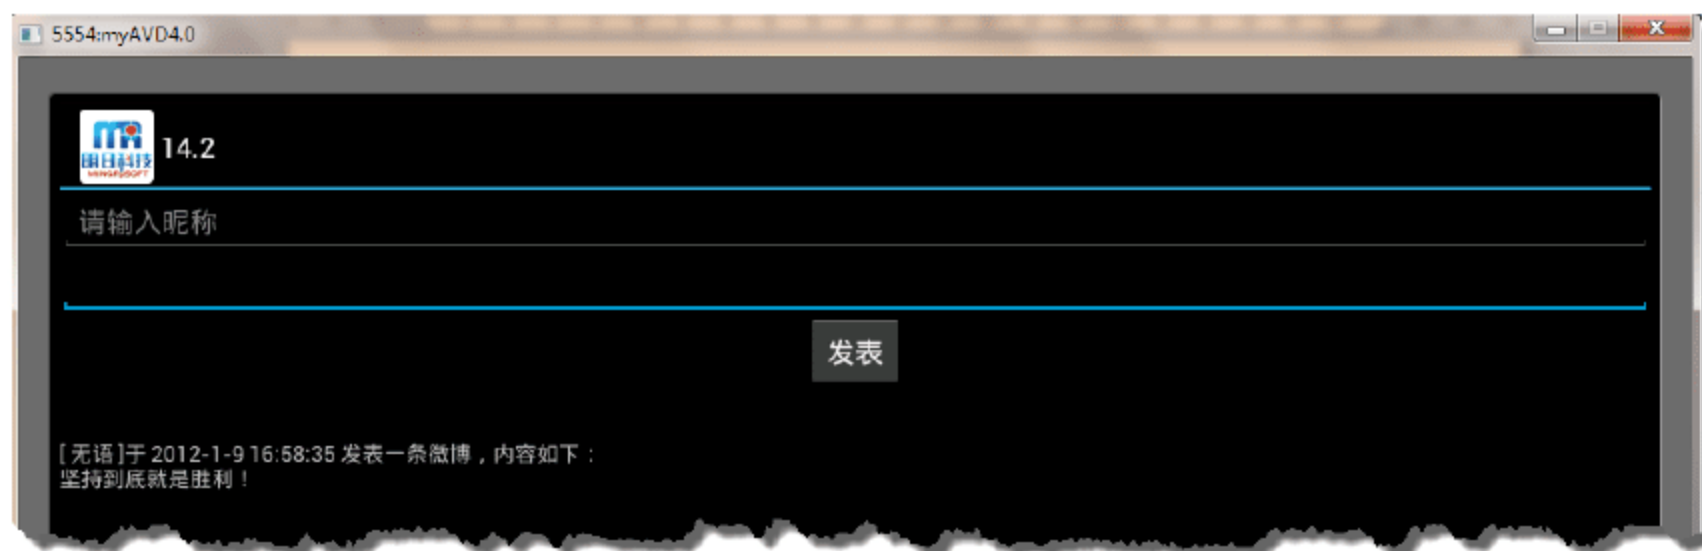 5554:myAVD4.0
明日科技
MINGRISOFT
14.2
请输入昵称
发表
[ 无语 ]于 2012-1-9 16:58:35 发表一条微博，内容如下：
坚持到底就是胜利！